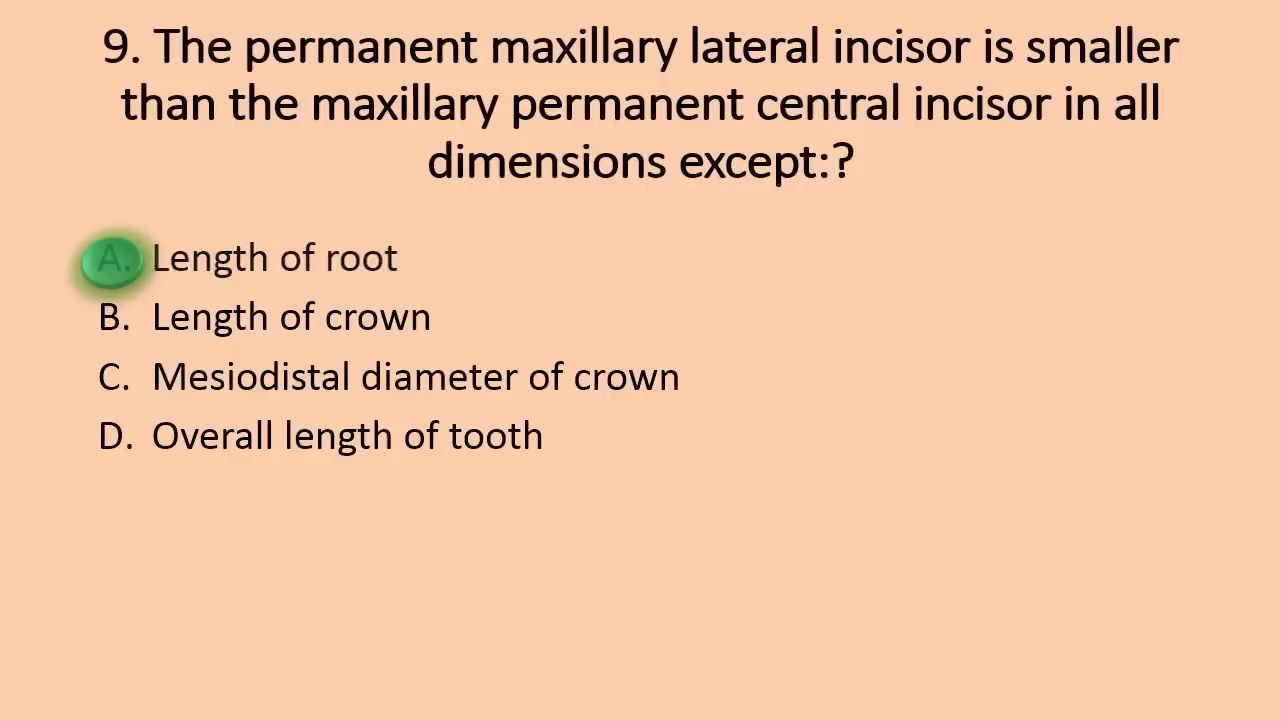 9. The permanent maxillary lateral incisor is smaller
than the maxillary permanent central incisor in all
dimensions except:?
A. Length of root
B. Length of crown
C. Mesiodistal diameter of crown
D. Overall length of tooth